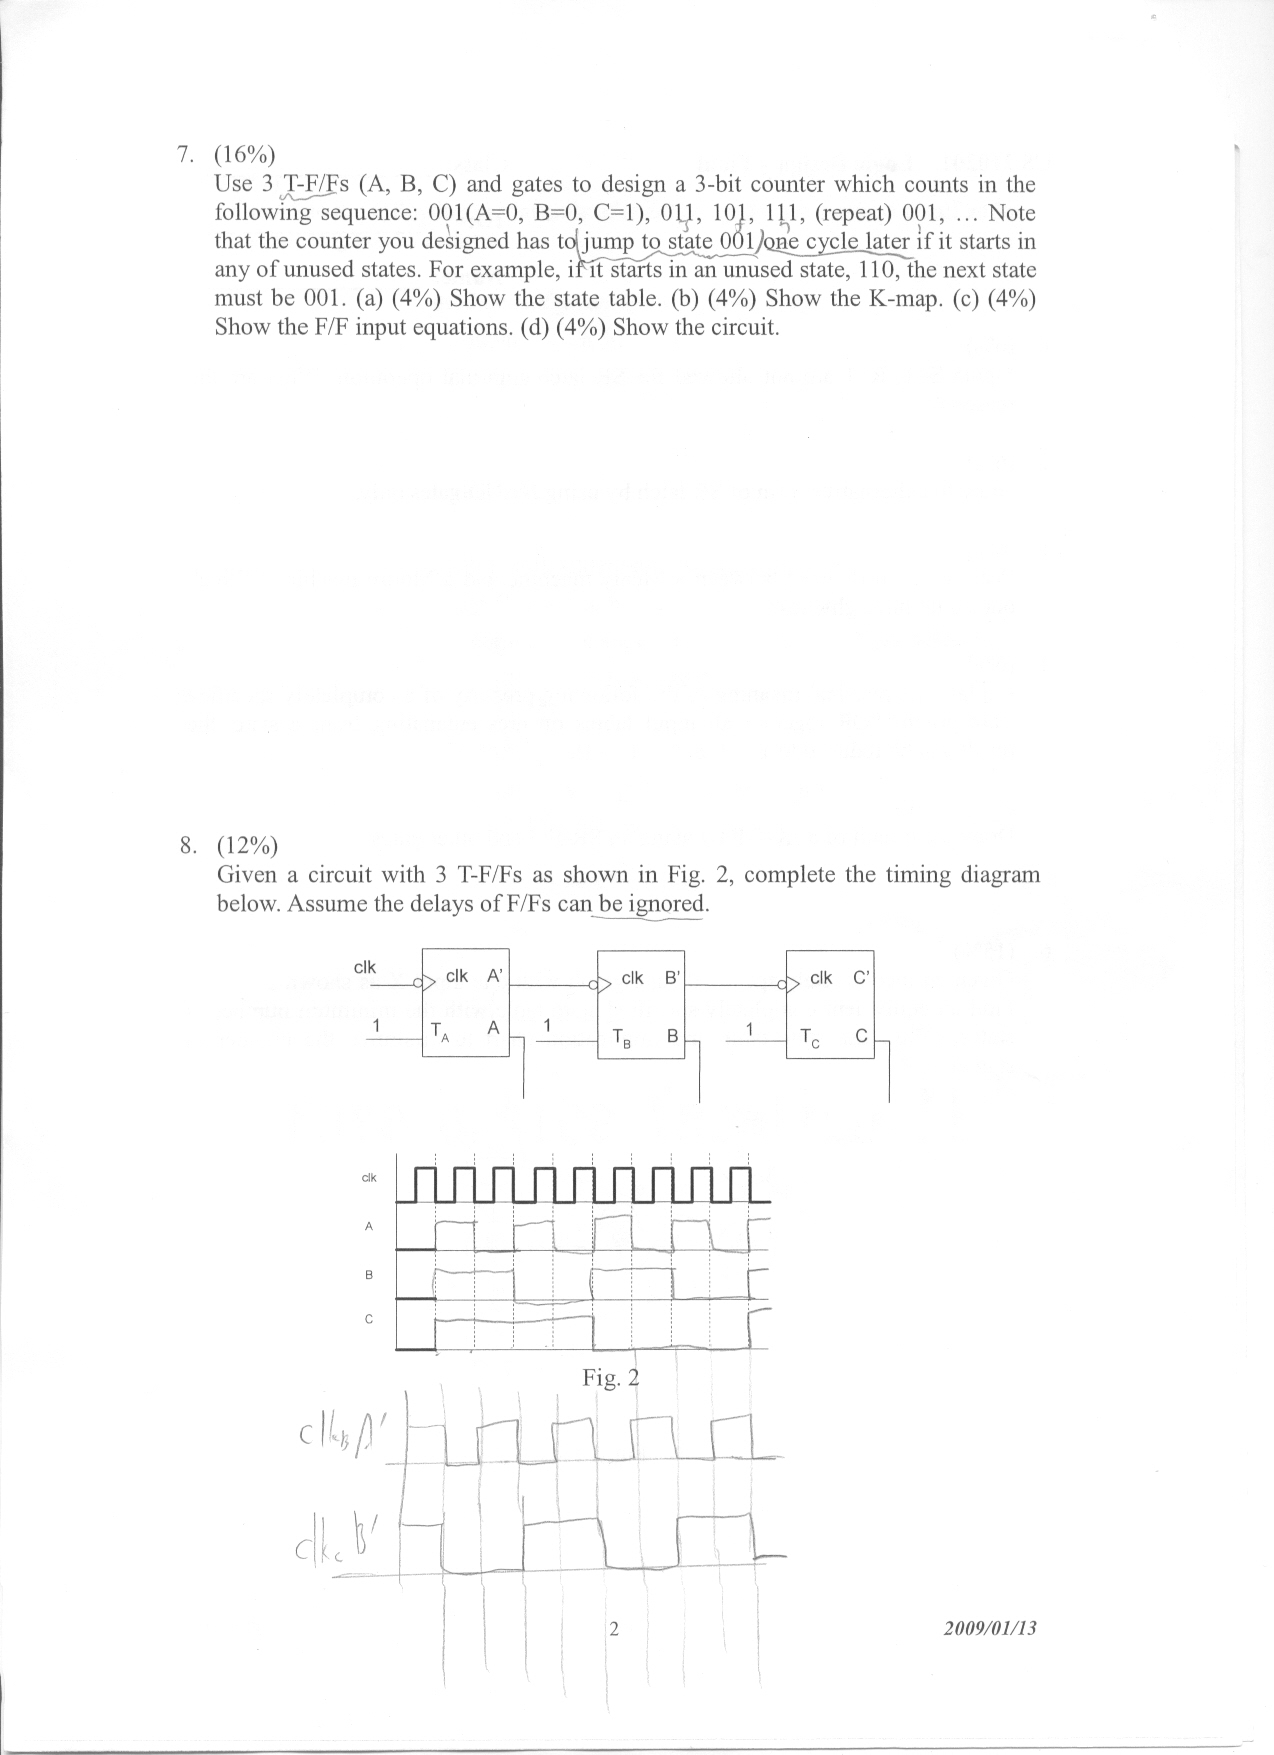 7. (16%)
Use 3 T-F/Fs (A, B, C) and gates to design a 3-bit counter which counts in the
following sequence: 001(A=0, B=0, C=1), 011, 101, 111, (repeat) 001, … Note
that the counter you designed has to jump to state 001 one cycle later if it starts in
any of unused states. For example, if it starts in an unused state, 110, the next state
must be 001. (a) (4%) Show the state table. (b) (4%) Show the K-map. (c) (4%)
Show the F/F input equations. (d) (4%) Show the circuit.
8. (12%)
Given a circuit with 3 T-F/Fs as shown in Fig. 2, complete the timing diagram
below. Assume the delays of F/Fs can be ignored.
clk clk A' clk B' clk C'
1 TA A 1 TB B 1 TC C
clk
A
B
C
Fig. 2
clkB A'
clkC B'
2 2009/01/13